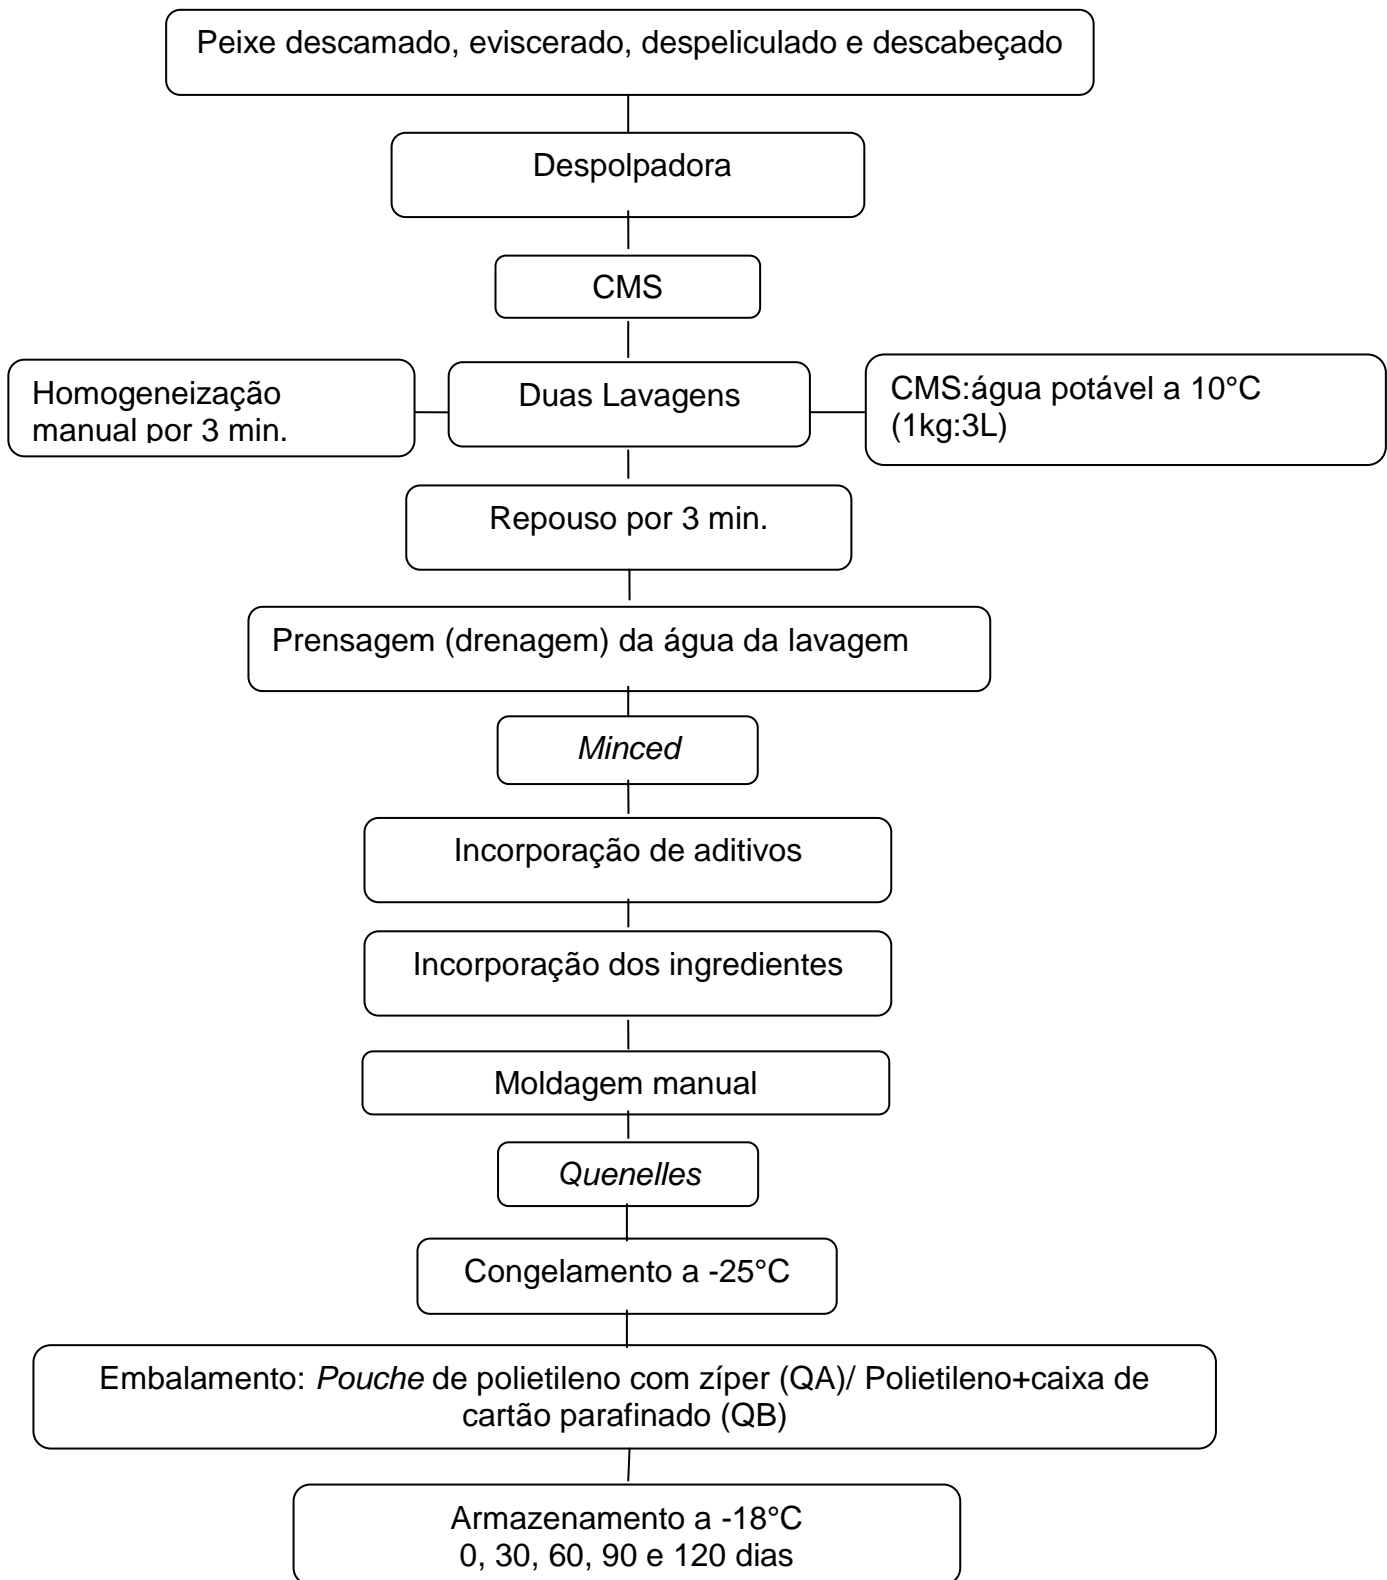 Peixe descamado, eviscerado, despeliculado e descabeçado
Despolpadora
CMS
Homogeneização
manual por 3 min.
Duas Lavagens
CMS:água potável a 10°C
(1kg:3L)
Repouso por 3 min.
Prensagem (drenagem) da água da lavagem
Minced
Incorporação de aditivos
Incorporação dos ingredientes
Moldagem manual
Quenelles
Congelamento a -25°C
Embalamento: Pouche de polietileno com zíper (QA)/ Polietileno+caixa de
cartão parafinado (QB)
Armazenamento a -18°C
0, 30, 60, 90 e 120 dias